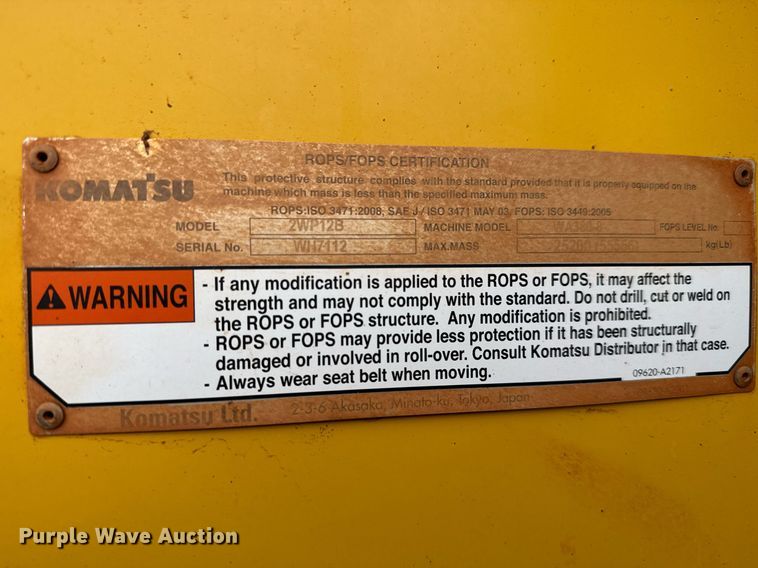 ROPS/FOPS CERTIFICATION
KOMATSU
This protective structure complies with the standard provided that it is properly equipped on the
machine which mass is less than the specified maximum mass.
ROPS:ISO 3471:2008, SAE J / ISO 3471 MAY 03, FOPS: ISO 3449:2005
MODEL 2WP12B MACHINE MODEL FOPS LEVEL No.
SERIAL No. WH7112 MAX.MASS kg(Lb)
WARNING
- If any modification is applied to the ROPS or FOPS, it may affect the
strength and may not comply with the standard. Do not drill, cut or weld on
the ROPS or FOPS structure. Any modification is prohibited.
- ROPS or FOPS may provide less protection if it has been structurally
damaged or involved in roll-over. Consult Komatsu Distributor in that case.
- Always wear seat belt when moving.
09620-A2171
Komatsu Ltd. 2-3-6 Akasaka, Minato-ku, Tokyo, Japan
Purple Wave Auction